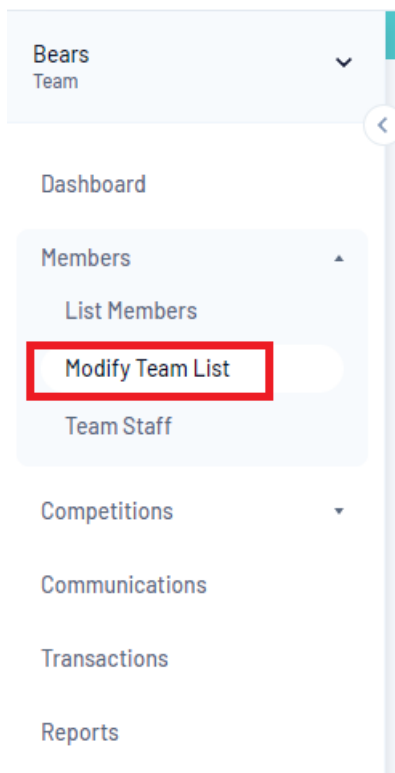 Bears
Team
Dashboard
Members
List Members
Modify Team List
Team Staff
Competitions
Communications
Transactions
Reports